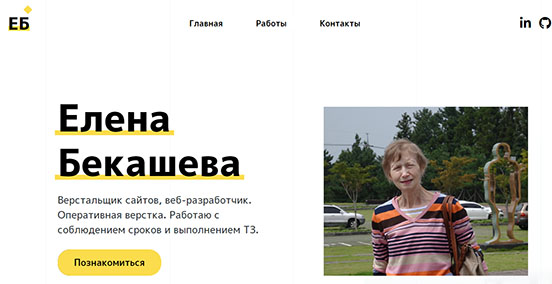 ЕБ
Главная
Работы
Контакты
in
Елена
Бекашева
Верстальщик сайтов, веб-разработчик.
Оперативная верстка. Работаю с
соблюдением сроков и выполнением ТЗ.
Познакомиться